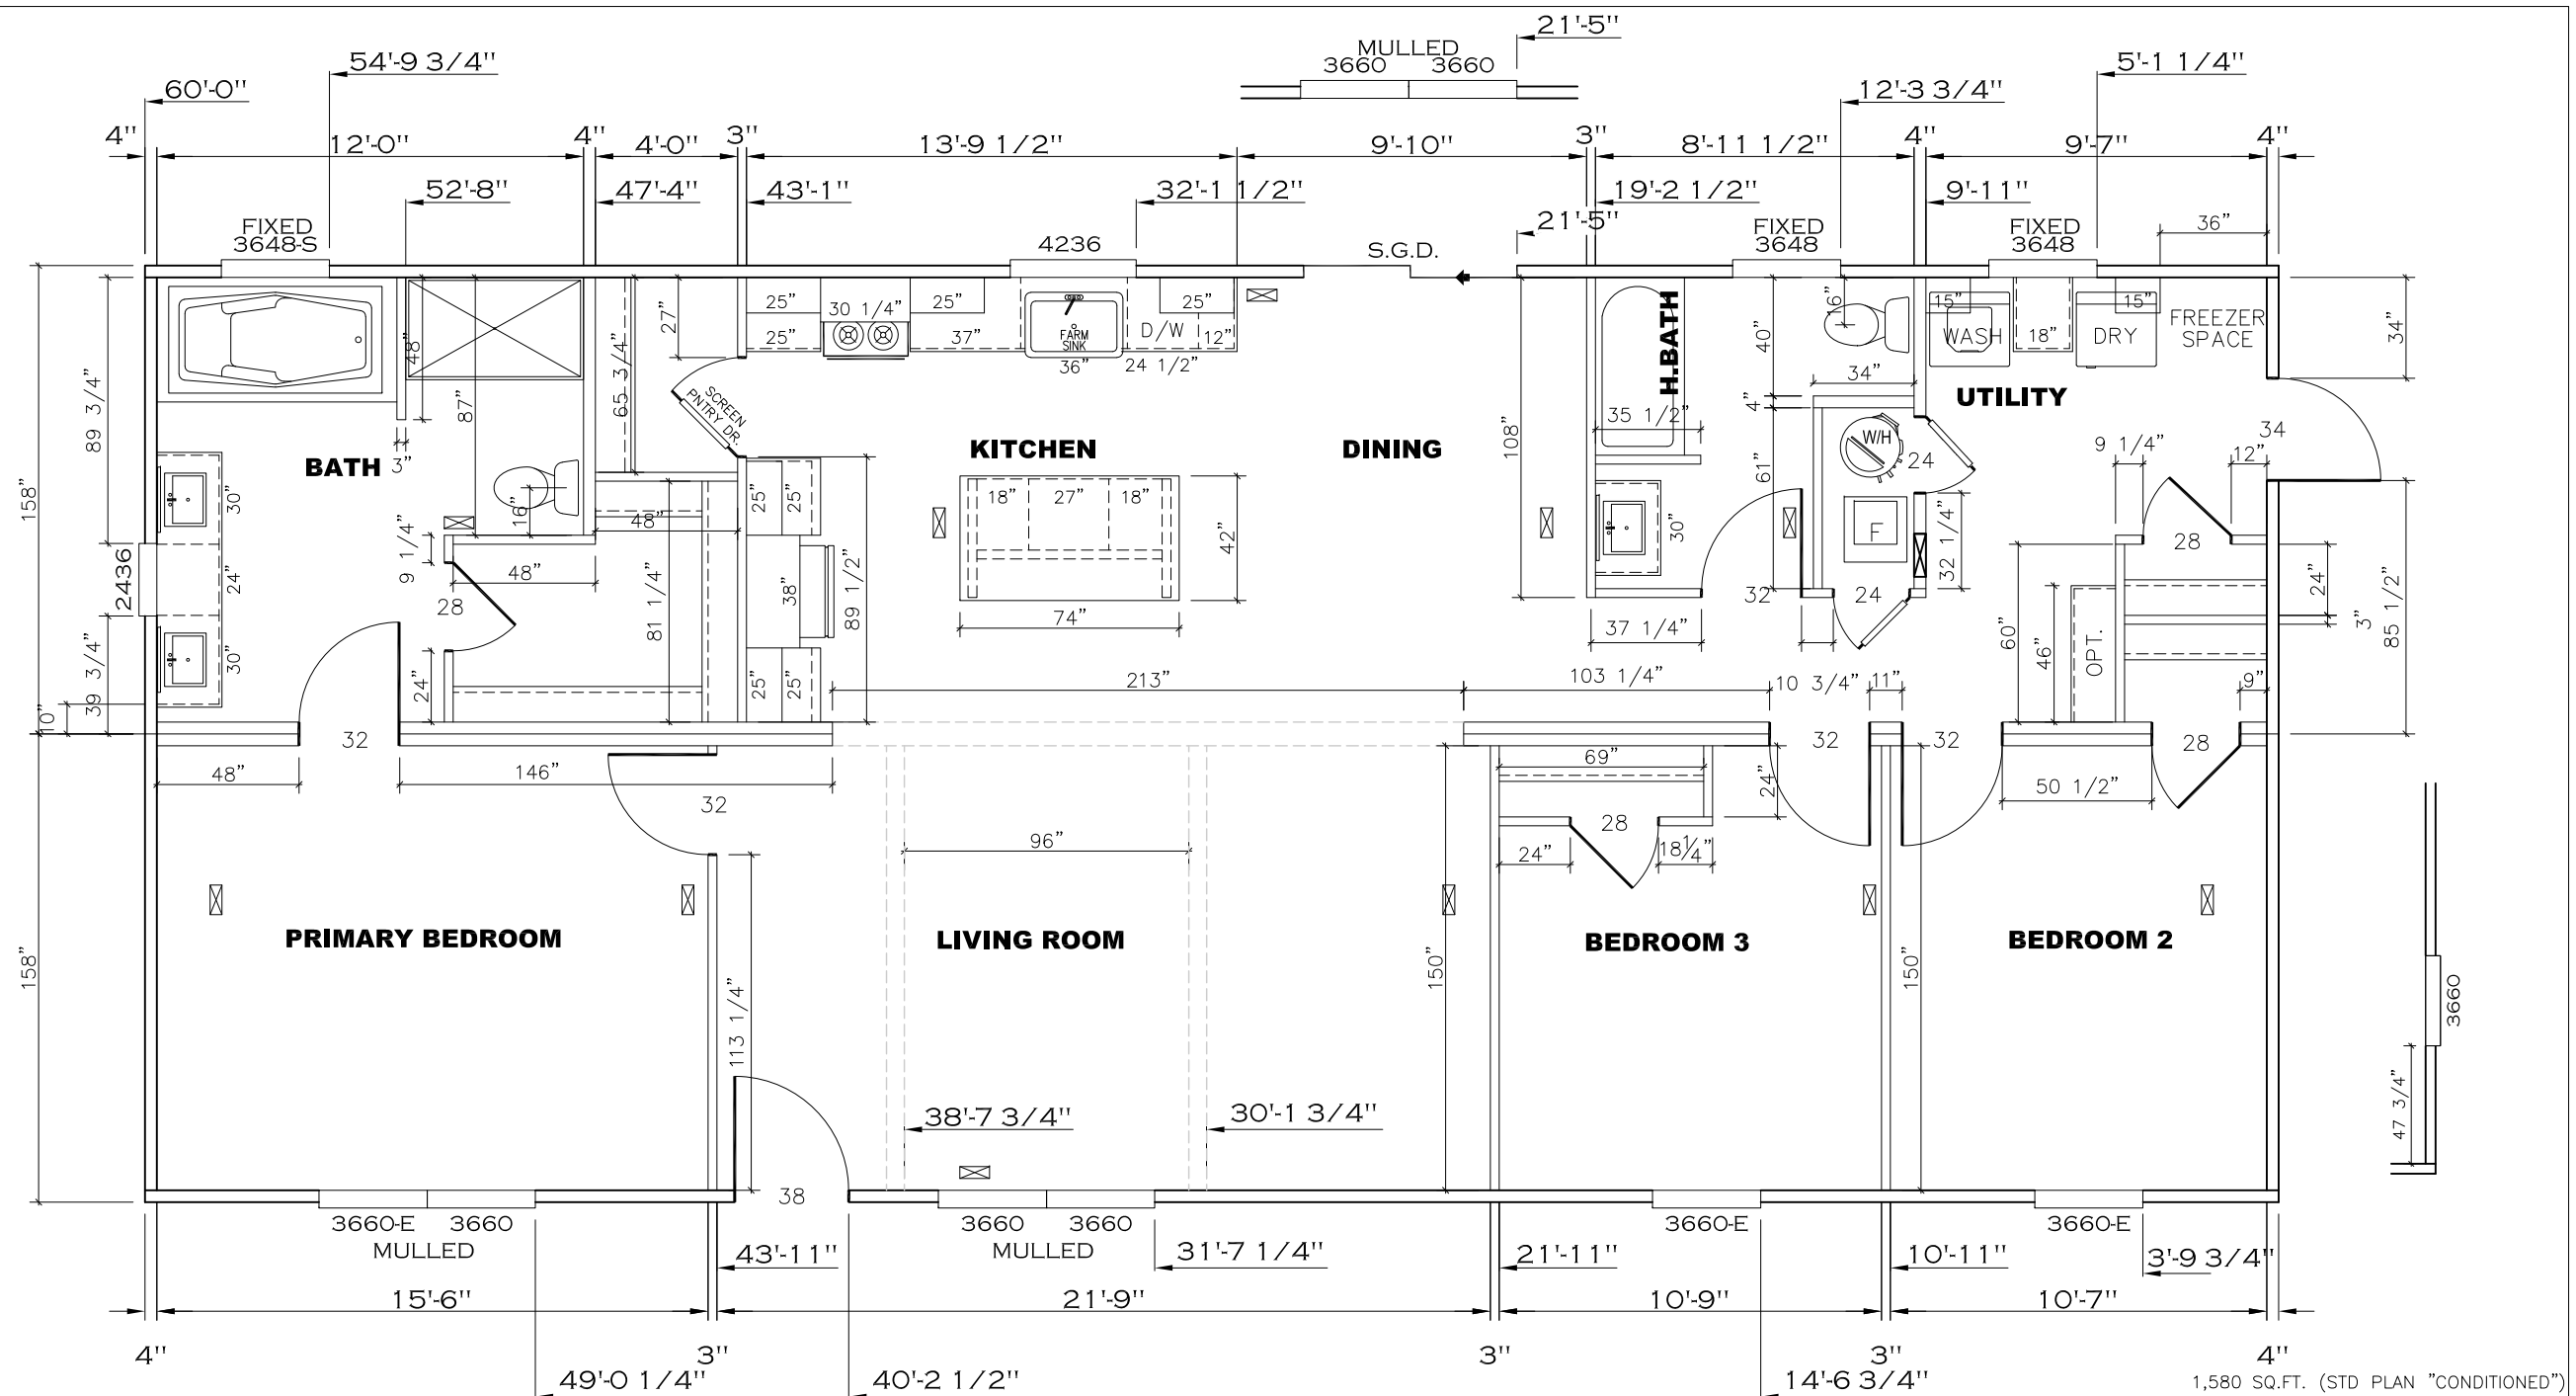 21'-5"
MULLED
3660 3660
54'-9 3/4"
5'-1 1/4"
60'-0"
12'-3 3/4"
4" 12'-0" 4" 4'-0" 3" 13'-9 1/2" 9'-10" 3" 8'-11 1/2" 4" 9'-7" 4"
52'-8" 47'-4" 43'-1" 32'-1 1/2" 19'-2 1/2" 9'-11"
21'-5"
36"
FIXED
3648-S
4236
S.G.D.
FIXED
3648
FIXED
3648
25" 30 1/4" 25" 25"
25" 37" FARM
SINK D/W 12"
36" 24 1/2"
27"
48"
87"
65 3/4"
SCREEN
PNTRY DR.
H.BATH
16"
40"
34"
4"
15" 15"
WASH 18" DRY
FREEZER
SPACE
34"
UTILITY
34
89 3/4"
158"
BATH
3"
KITCHEN
DINING
108"
35 1/2"
61"
W/H
24
9 1/4"
12"
30"
16"
48"
25" 25"
18" 27" 18"
42"
74"
30"
F
32 1/4"
28
24"
3"
85 1/2"
2436
24"
9 1/4"
48"
28
81 1/4"
38"
89 1/2"
32
24
37 1/4"
60"
46"
OPT.
39 3/4"
30"
24"
25" 25"
10"
213"
103 1/4"
10 3/4"
11"
9"
32
32
32
28
48"
146"
32
69"
24"
50 1/2"
28
24"
18 1/4"
96"
158"
PRIMARY BEDROOM
LIVING ROOM
BEDROOM 3
BEDROOM 2
150"
150"
113 1/4"
3660
47 3/4"
38'-7 3/4"
30'-1 3/4"
38
3660-E 3660
MULLED
3660 3660
MULLED
3660-E
3660-E
43'-11"
31'-7 1/4"
21'-11"
10'-11"
3'-9 3/4"
15'-6" 21'-9" 10'-9" 10'-7"
4" 3" 3" 3" 4"
49'-0 1/4" 40'-2 1/2" 14'-6 3/4"
1,580 SQ.FT. (STD PLAN "CONDITIONED")